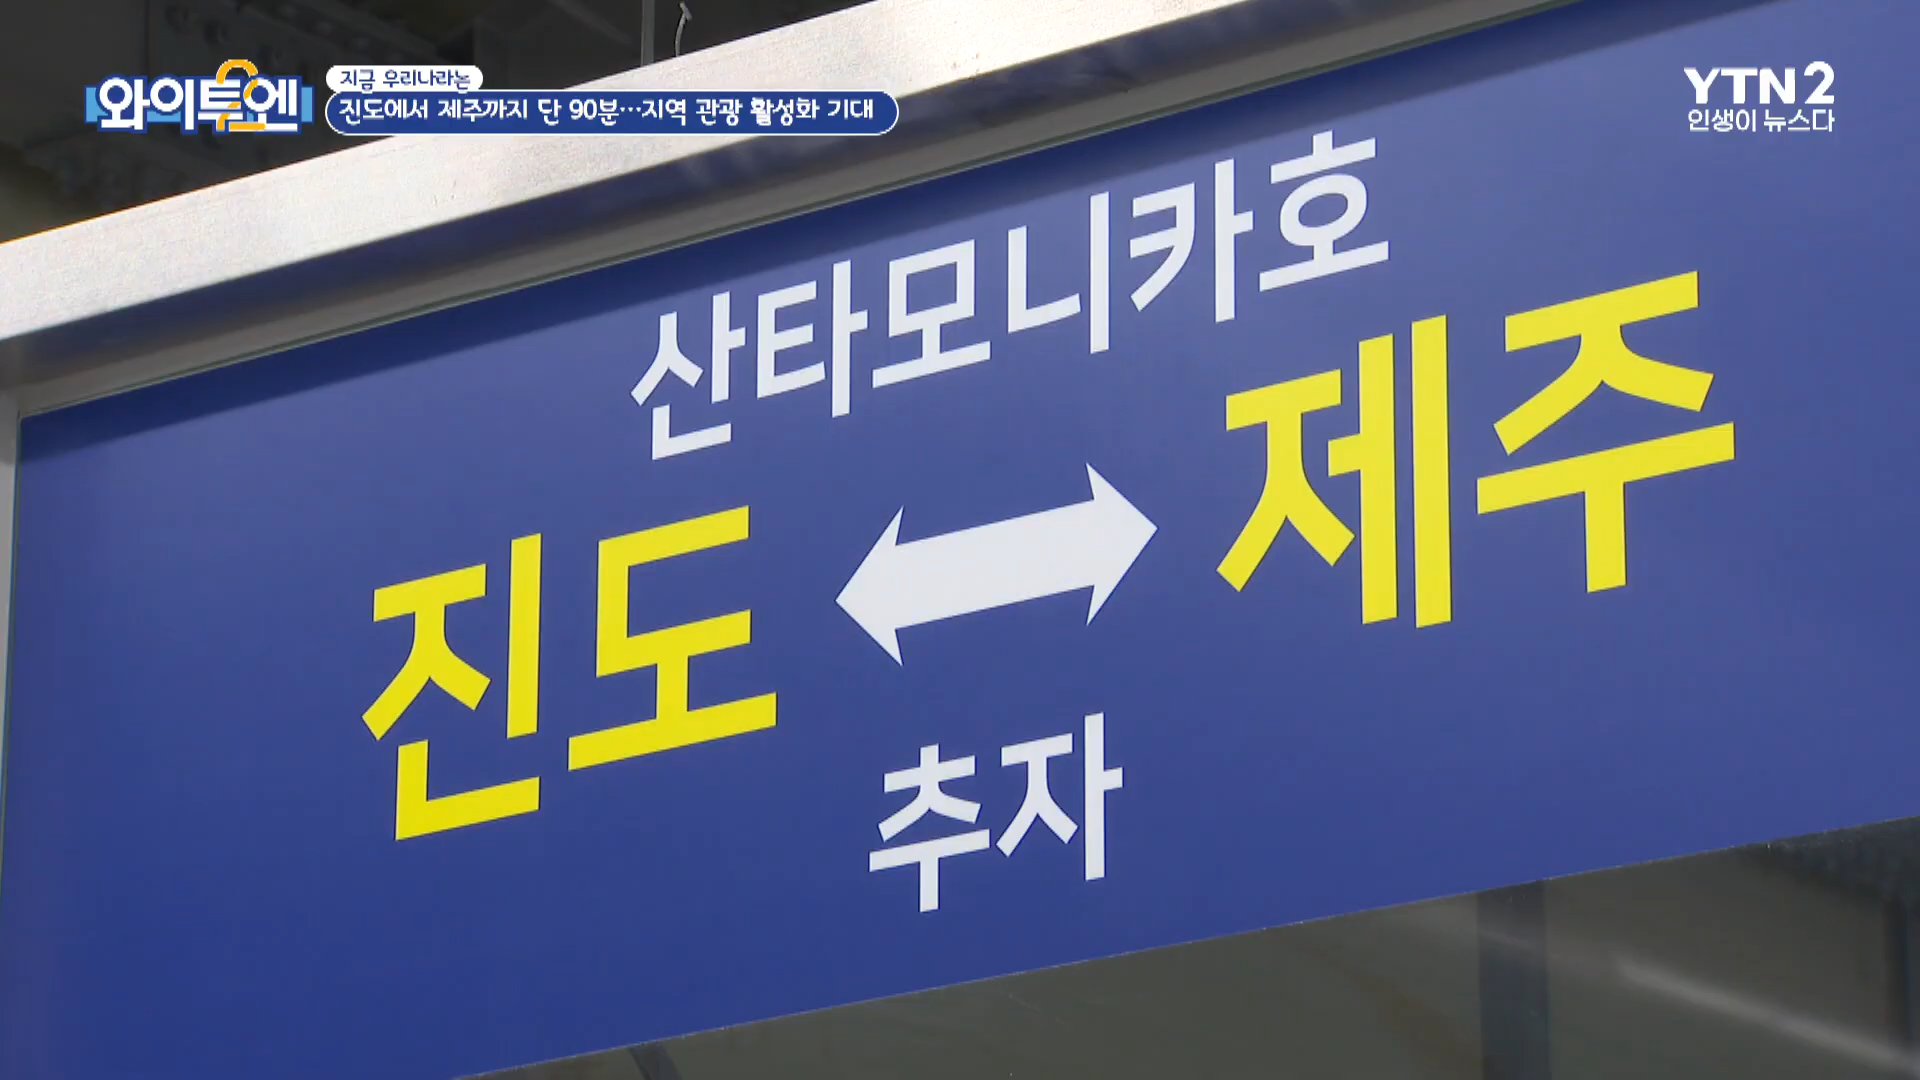 와이투엔
지금 우리나라는
진도에서 제주까지 단 90분…지역 관광 활성화 기대
YTN2
인생이 뉴스다
산타모니카호
진도 ↔ 제주
추자